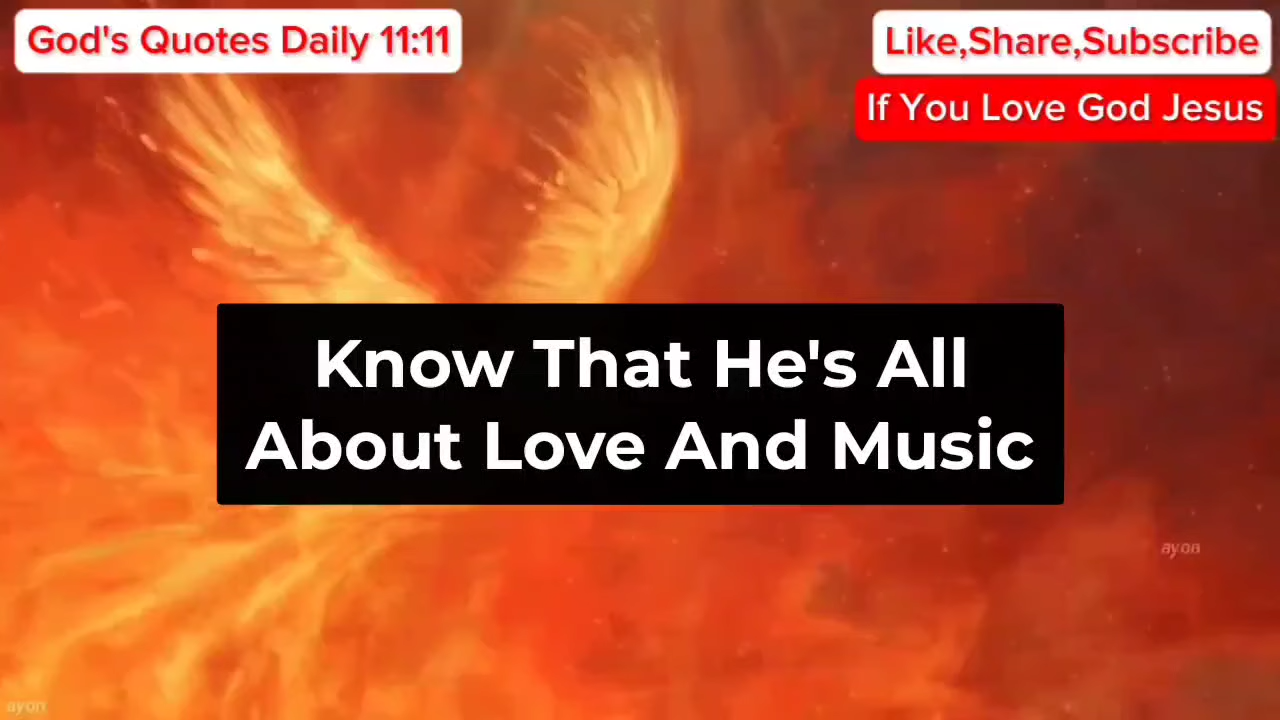 God's Quotes Daily 11:11
Like,Share,Subscribe
If You Love God Jesus
Know That He's All
About Love And Music
ayon
ayon